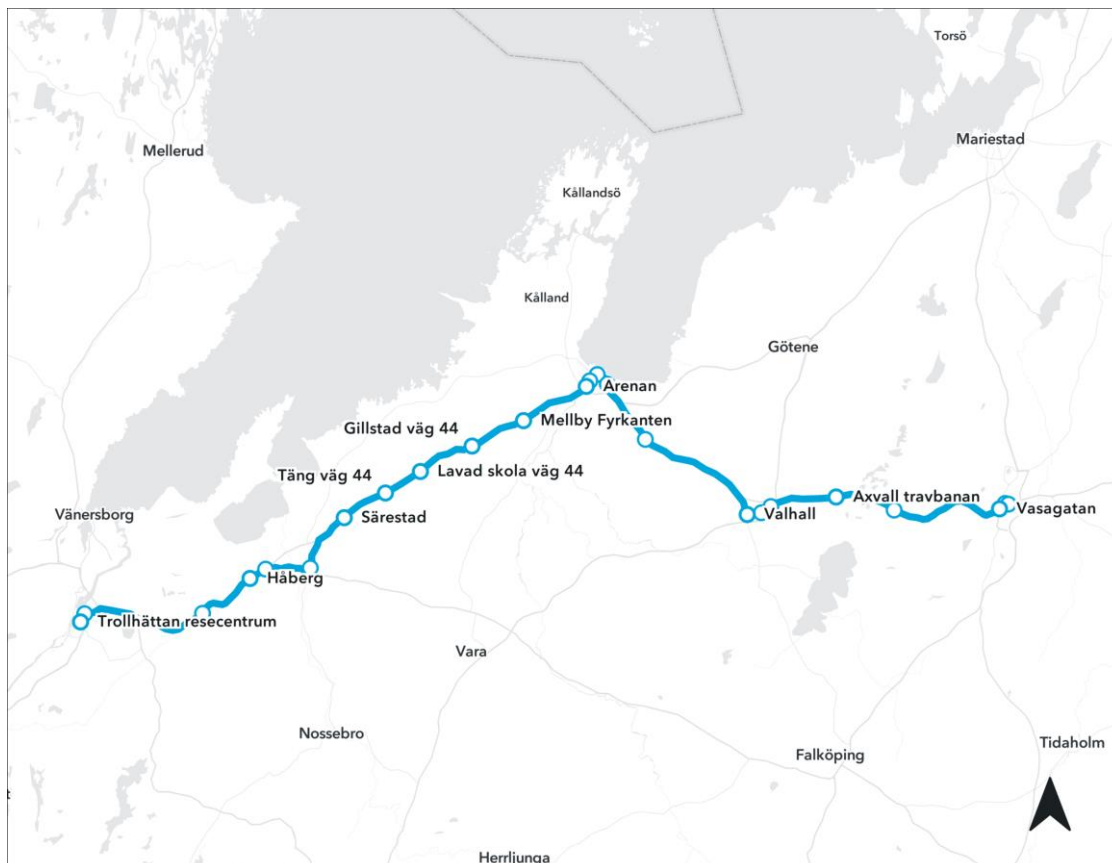 Torsö
Mariestad
Mellerud
Kållandsö
Kålland
Götene
Arenan
Mellby Fyrkanten
Gillstad väg 44
Lavad skola väg 44
Täng väg 44
Axvall travbanan
Vänersborg
Särestad
Valhall
Vasagatan
Håberg
Trollhättan resecentrum
Vara
Nossebro
Tidaholm
Falköping
t
Herrljunga